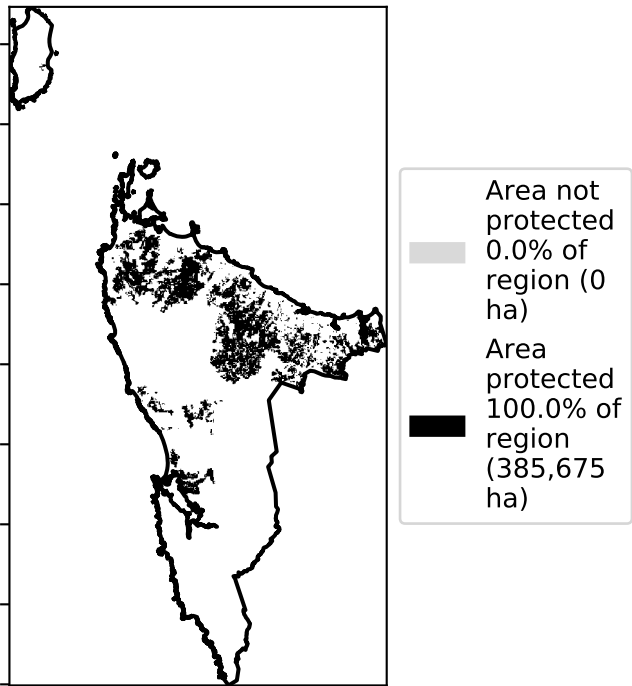 Area not
protected
0.0% of
region (0
ha)
Area
protected
100.0% of
region
(385,675
ha)